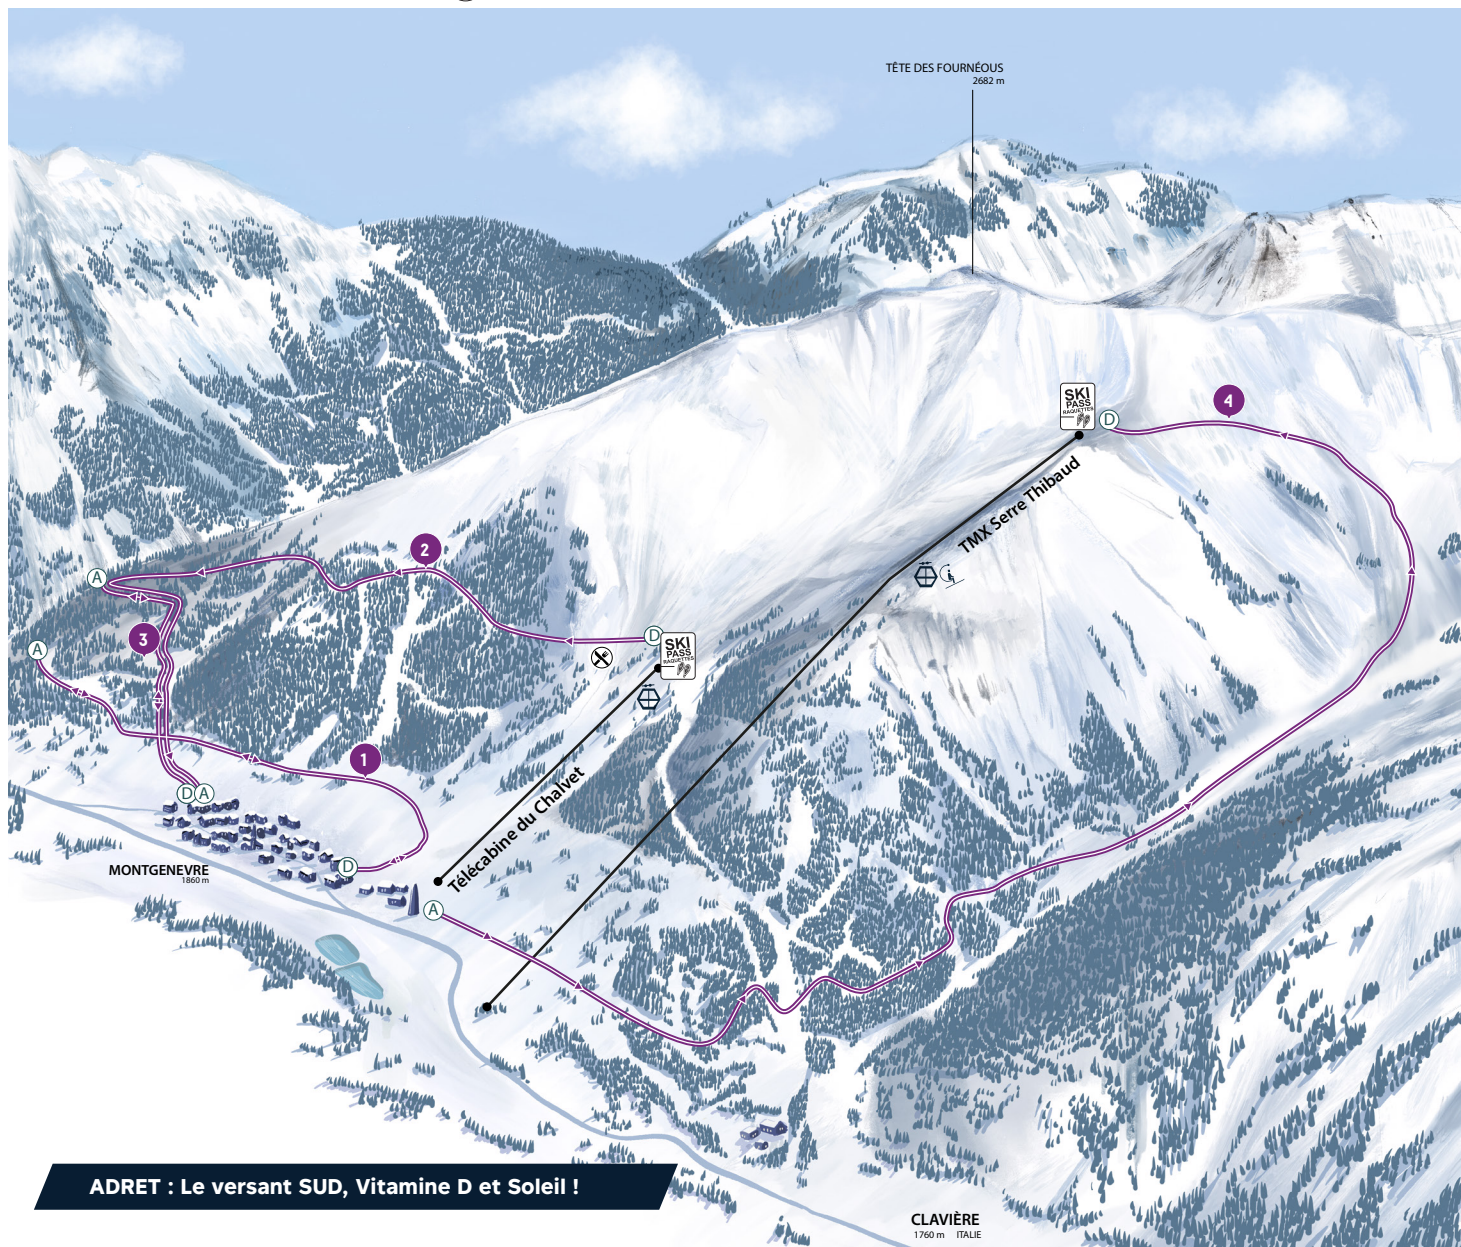 TÊTE DES FOURNÉOUS
2682 m
SKI
PASS
RAQUETTES
D
4
TMX Serre Thibaud
2
A
D
SKI
PASS
RAQUETTES
3
A
1
Télécabine du Chalvet
D A
D
MONTGENEVRE
1860 m
A
ADRET : Le versant SUD, Vitamine D et Soleil !
CLAVIÈRE
1760 m ITALIE